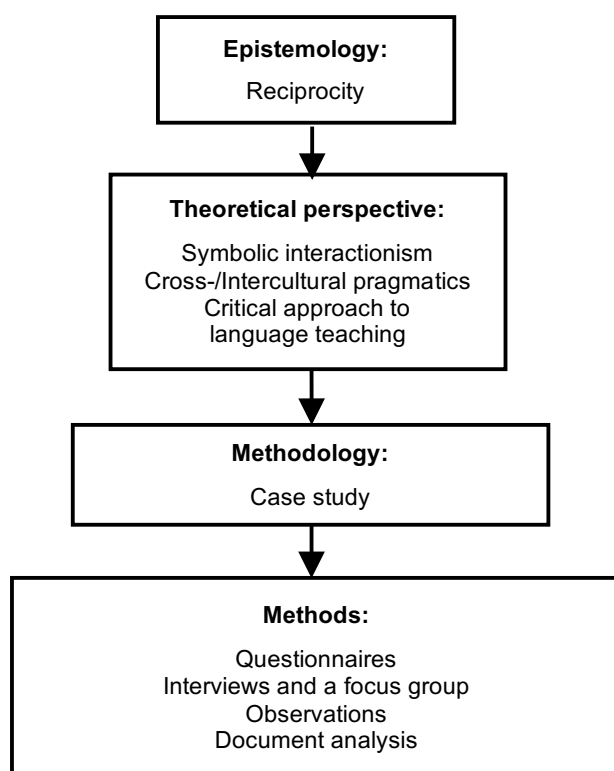 Epistemology:
Reciprocity
Theoretical perspective:
Symbolic interactionism
Cross-/Intercultural pragmatics
Critical approach to
language teaching
Methodology:
Case study
Methods:
Questionnaires
Interviews and a focus group
Observations
Document analysis